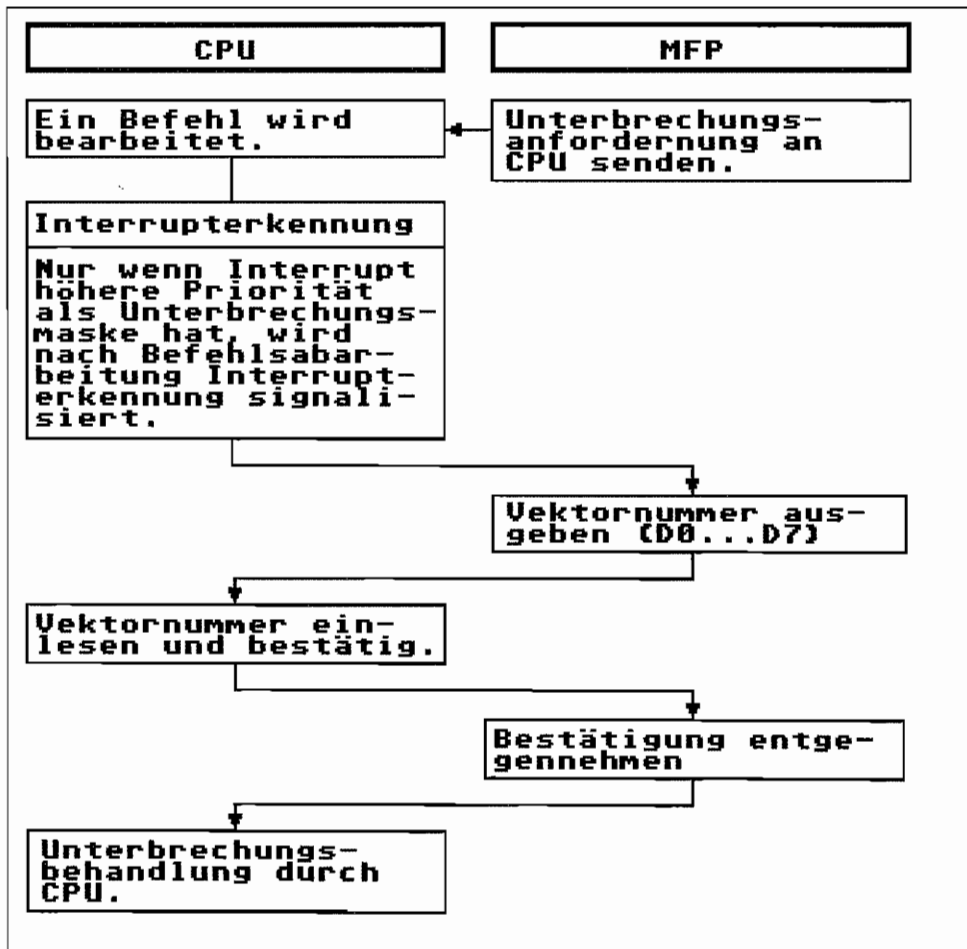 CPU
MFP
Ein Befehl wird
bearbeitet.
Unterbrechungs-
anfordernung an
CPU senden.
Interrupterkennung
Nur wenn Interrupt
höhere Priorität
als Unterbrechungs-
maske hat, wird
nach Befehlsabar-
beitung Interrupt-
erkennung signali-
siert.
Vektornummer aus-
geben (D0...D7)
Vektornummer ein-
lesen und bestätig.
Bestätigung entge-
gennehmen
Unterbrechungs-
behandlung durch
CPU.